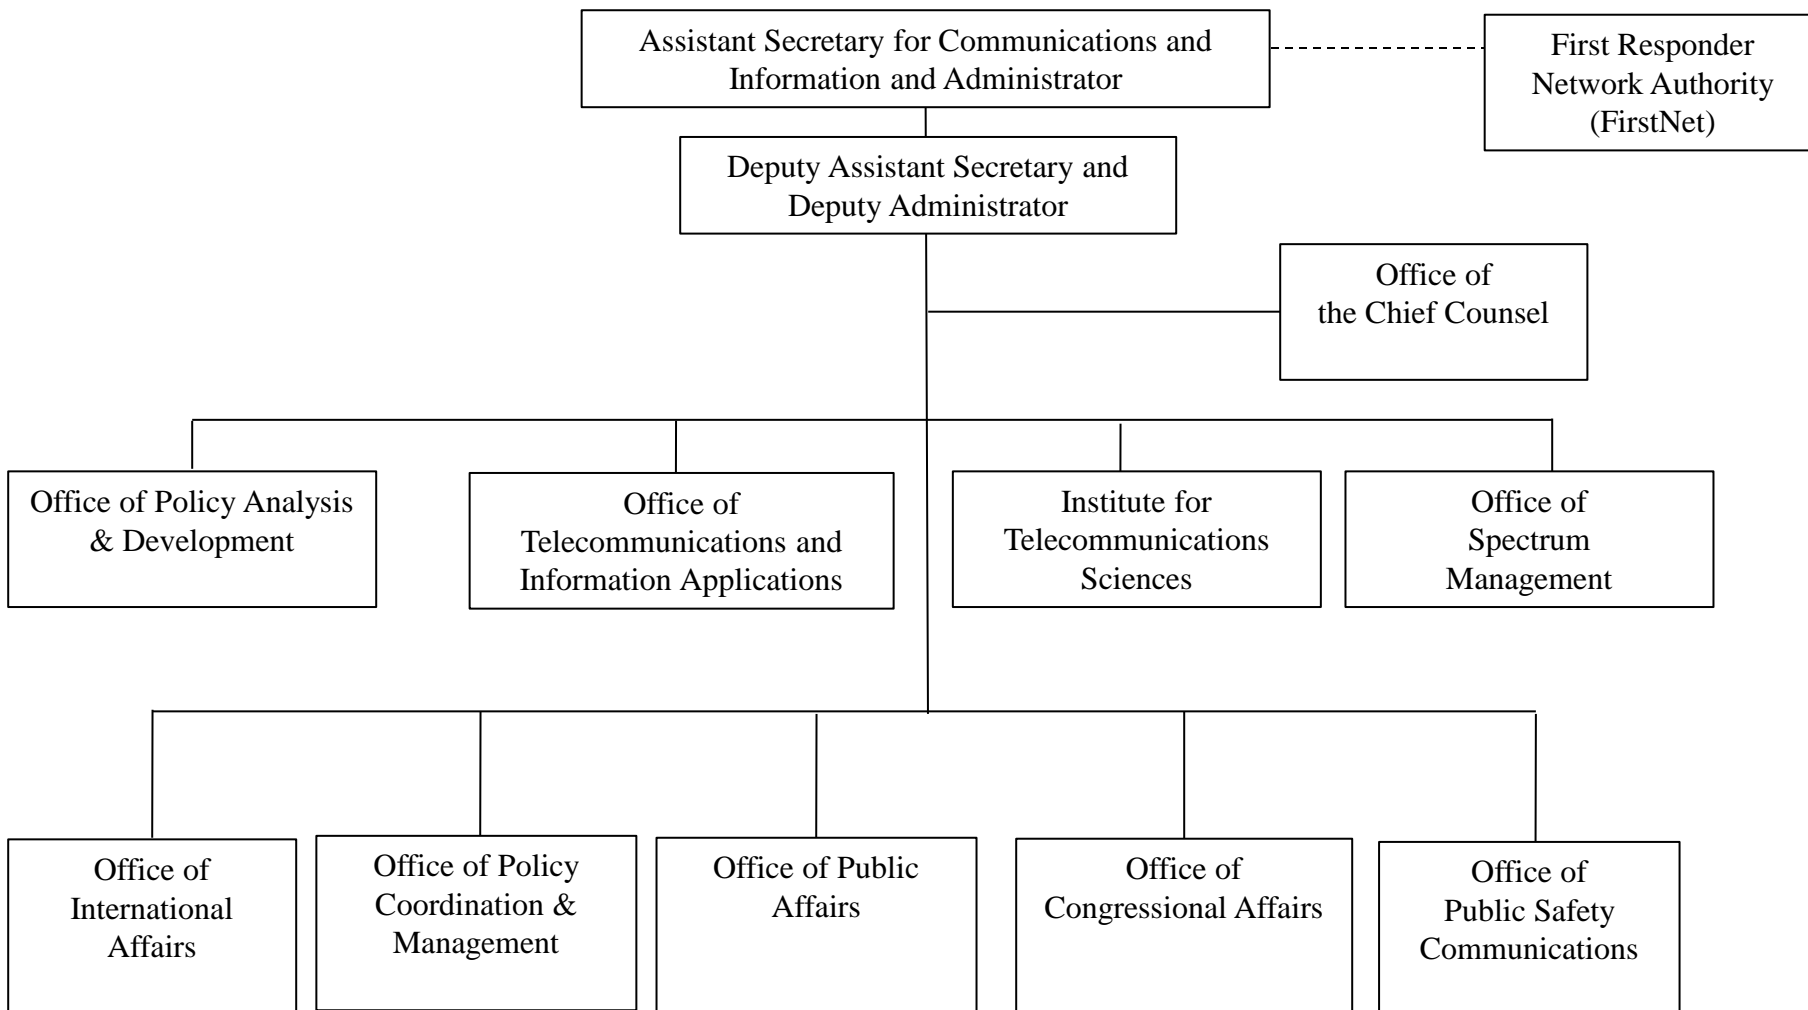 Assistant Secretary for Communications and
Information and Administrator
First Responder
Network Authority
(FirstNet)
Deputy Assistant Secretary and
Deputy Administrator
Office of
the Chief Counsel
Office of Policy Analysis
& Development
Office of
Telecommunications and
Information Applications
Institute for
Telecommunications
Sciences
Office of
Spectrum
Management
Office of
International
Affairs
Office of Policy
Coordination &
Management
Office of Public
Affairs
Office of
Congressional Affairs
Office of
Public Safety
Communications